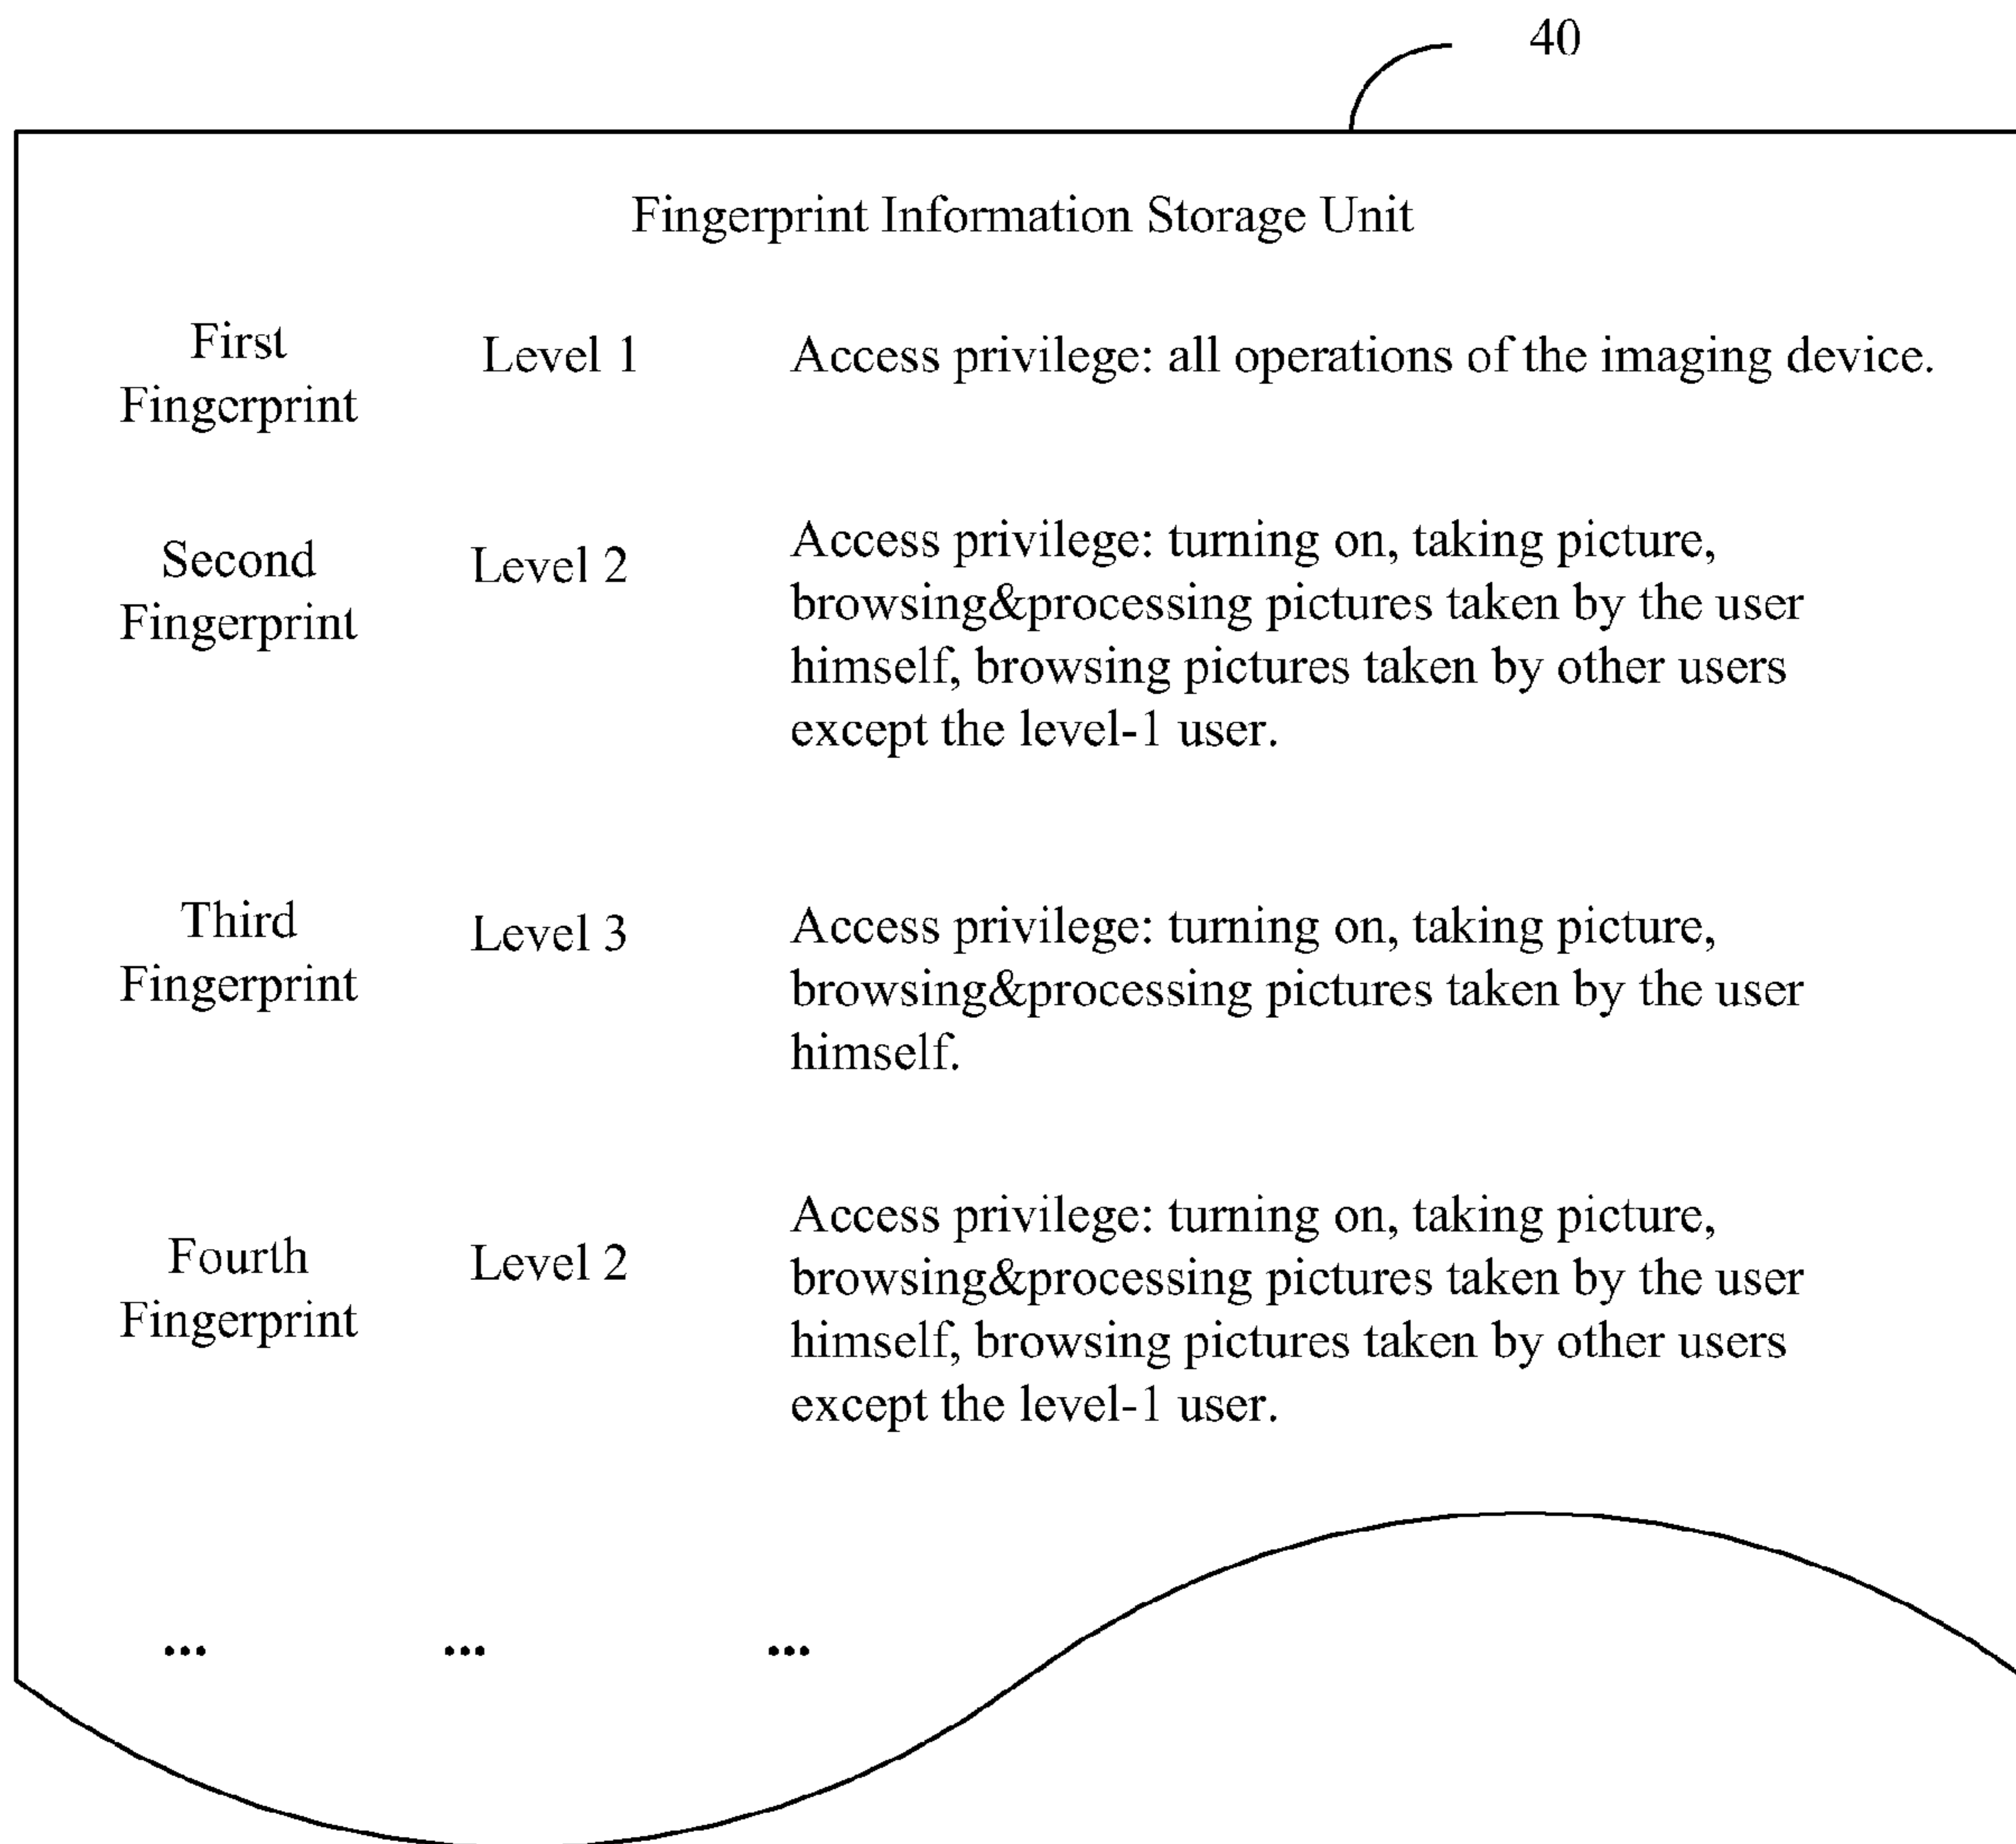 40
Fingerprint Information Storage Unit
First
Fingerprint
Level 1
Access privilege: all operations of the imaging device.
Second
Fingerprint
Level 2
Access privilege: turning on, taking picture,
browsing&processing pictures taken by the user
himself, browsing pictures taken by other users
except the level-1 user.
Third
Fingerprint
Level 3
Access privilege: turning on, taking picture,
browsing&processing pictures taken by the user
himself.
Fourth
Fingerprint
Level 2
Access privilege: turning on, taking picture,
browsing&processing pictures taken by the user
himself, browsing pictures taken by other users
except the level-1 user.
... ... ...